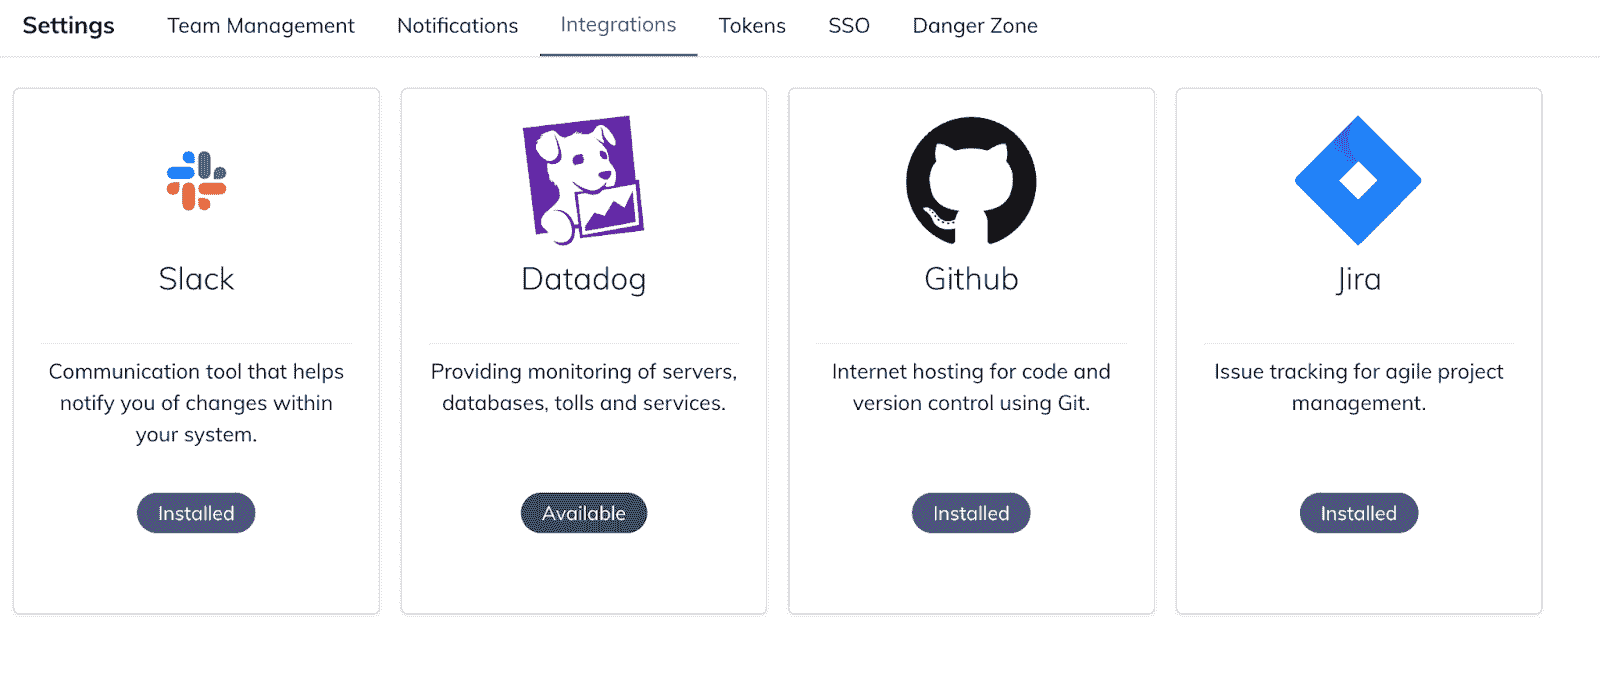 Settings Team Management Notifications Integrations Tokens SSO Danger Zone
Slack
Communication tool that helps
notify you of changes within
your system.
Installed
Datadog
Providing monitoring of servers,
databases, tolls and services.
Available
Github
Internet hosting for code and
version control using Git.
Installed
Jira
Issue tracking for agile project
management.
Installed